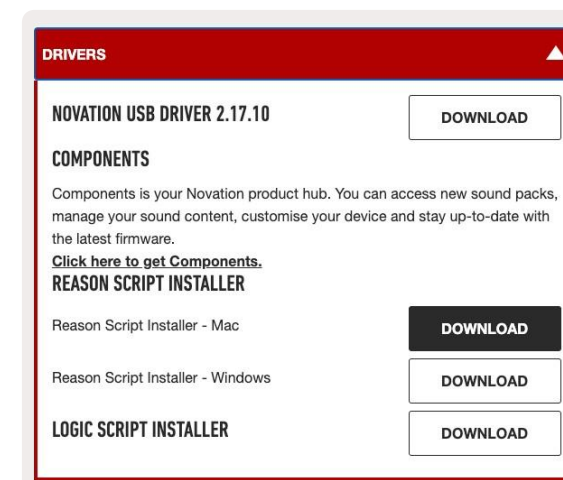 DRIVERS
NOVATION USB DRIVER 2.17.10
DOWNLOAD
COMPONENTS
Components is your Novation product hub. You can access new sound packs,
manage your sound content, customise your device and stay up-to-date with
the latest firmware.
Click here to get Components.
REASON SCRIPT INSTALLER
Reason Script Installer - Mac
DOWNLOAD
Reason Script Installer - Windows
DOWNLOAD
LOGIC SCRIPT INSTALLER
DOWNLOAD